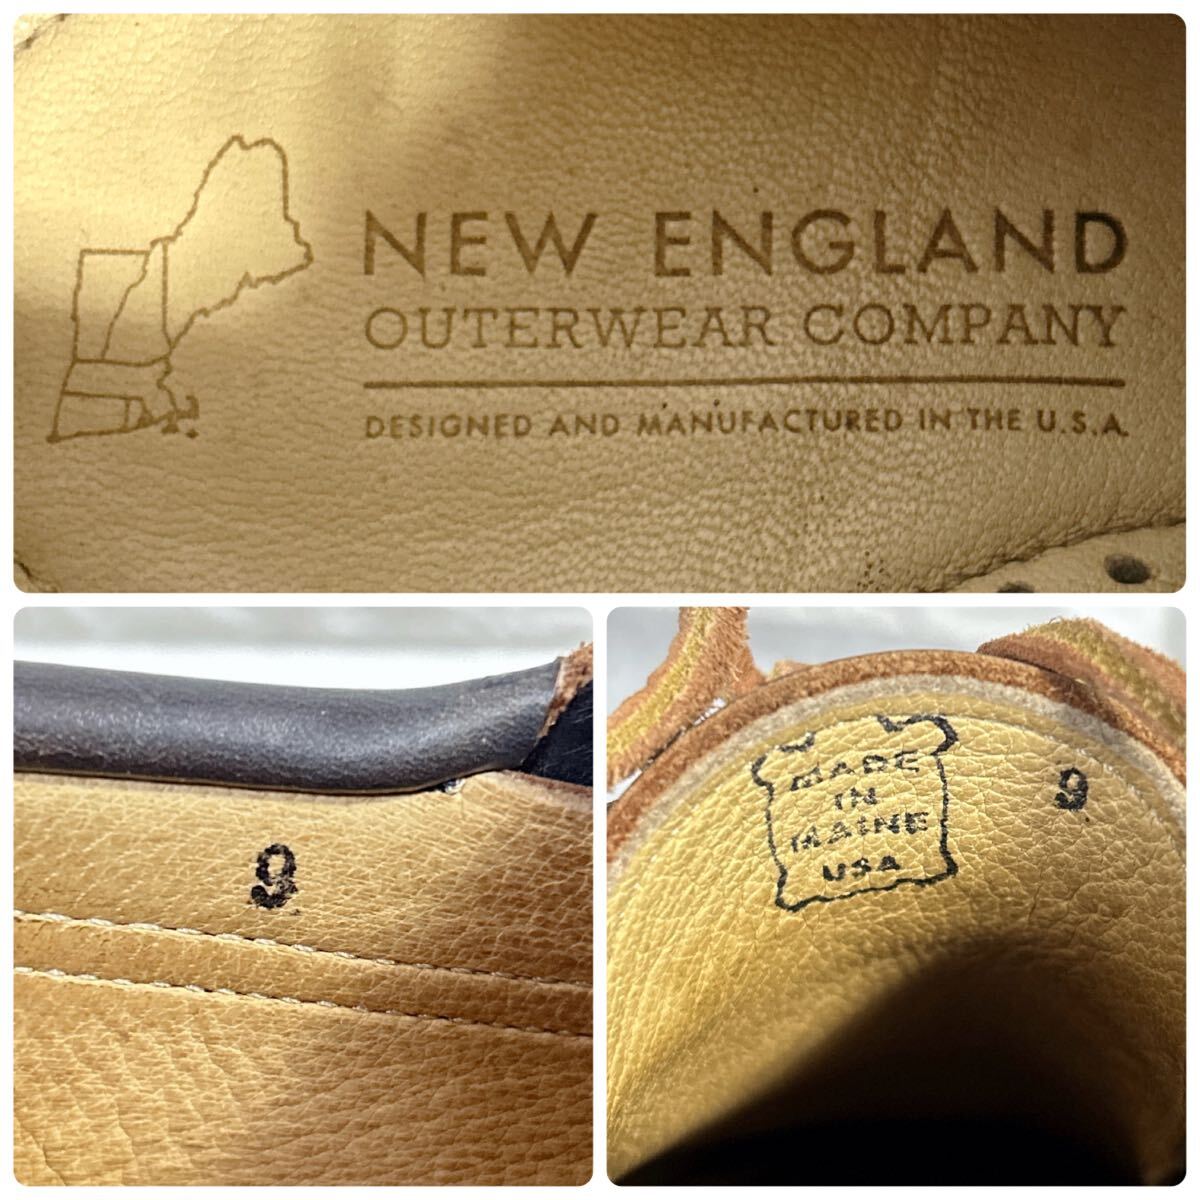 NEW ENGLAND
OUTERWEAR COMPANY
DESIGNED AND MANUFACTURED IN THE U.S.A.
9
MADE
IN
MAINE
USA
9